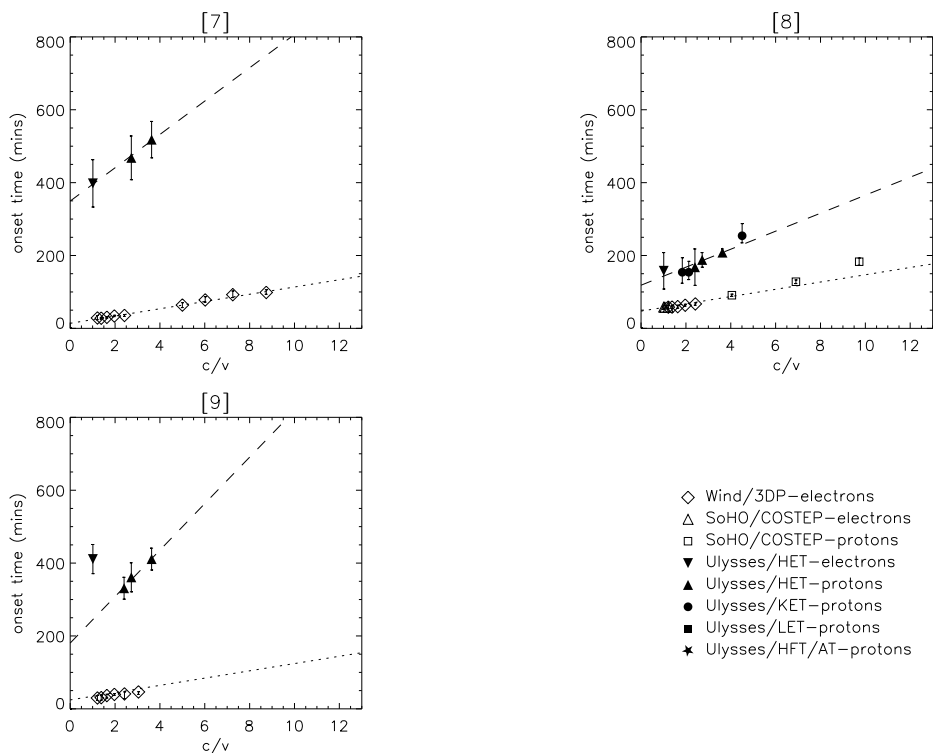 [7]
800
600
400
200
0
onset time (mins)
0 2 4 6 8 10 12
c/v
[8]
800
600
400
200
0
onset time (mins)
0 2 4 6 8 10 12
c/v
[9]
800
600
400
200
0
onset time (mins)
0 2 4 6 8 10 12
c/v
Wind/3DP-electrons
SoHO/COSTEP-electrons
SoHO/COSTEP-protons
Ulysses/HET-electrons
Ulysses/HET-protons
Ulysses/KET-protons
Ulysses/LET-protons
Ulysses/HFT/AT-protons